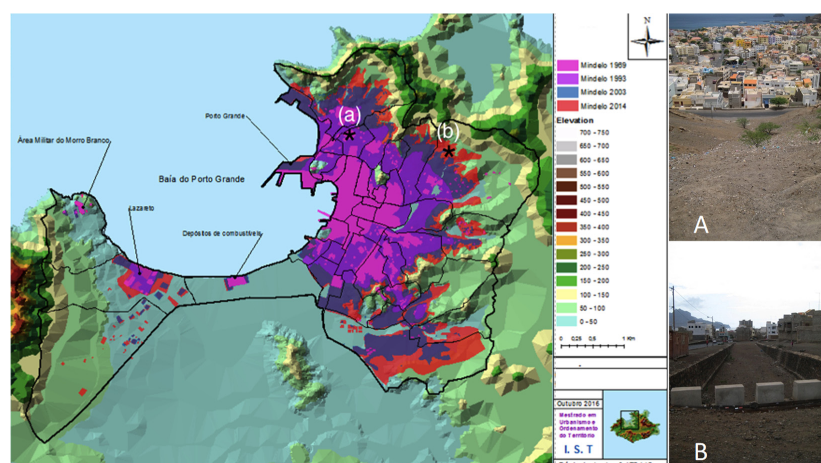 (a)
(b)
Porto Grande
Área Militar do Morro Branco
Baía do Porto Grande
Lazareto
Depósitos de combustíveis
N
Mindelo 1969
Mindelo 1993
Mindelo 2003
Mindelo 2014
Elevation
700 - 750
650 - 700
600 - 650
550 - 600
500 - 550
450 - 500
400 - 450
350 - 400
300 - 350
250 - 300
200 - 250
150 - 200
100 - 150
50 - 100
0 - 50
0 0,25 0,5 1 Km
Outubro 2016
Mestrado em
Urbanismo e
Ordenamento
do Território
I. S. T
A
B